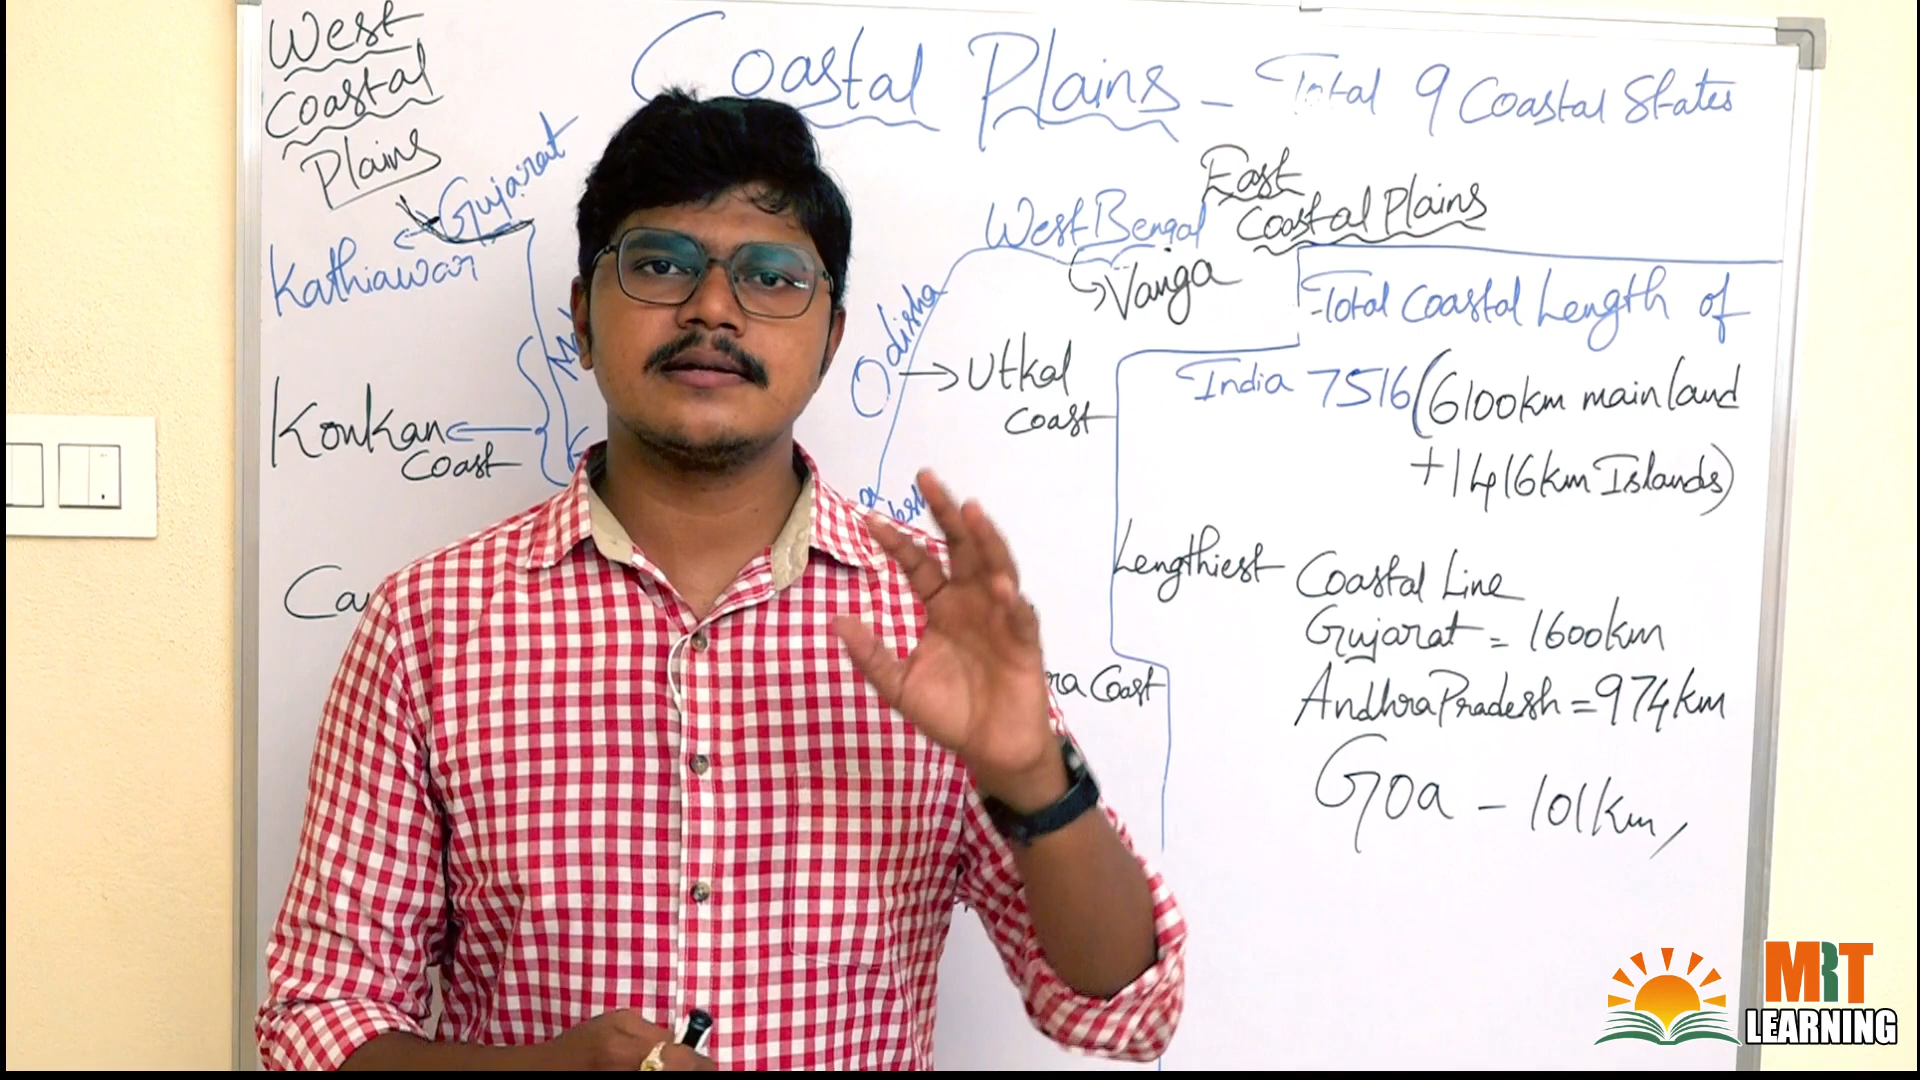 West
Coastal
Plains
Coastal Plains - Total 9 Coastal States
Gujarat
Kathiawar
Konkan
Coast
West Bengal
Vanga
East
Coastal Plains
Odisha
Utkal
Coast
Total Coastal Length of
India 7516 (6100km mainland
+1416km Islands)
Lengthiest Coastal Line
Gujarat = 1600km
Andhra Pradesh = 974km
Goa - 101km
Coast
MRT
LEARNING